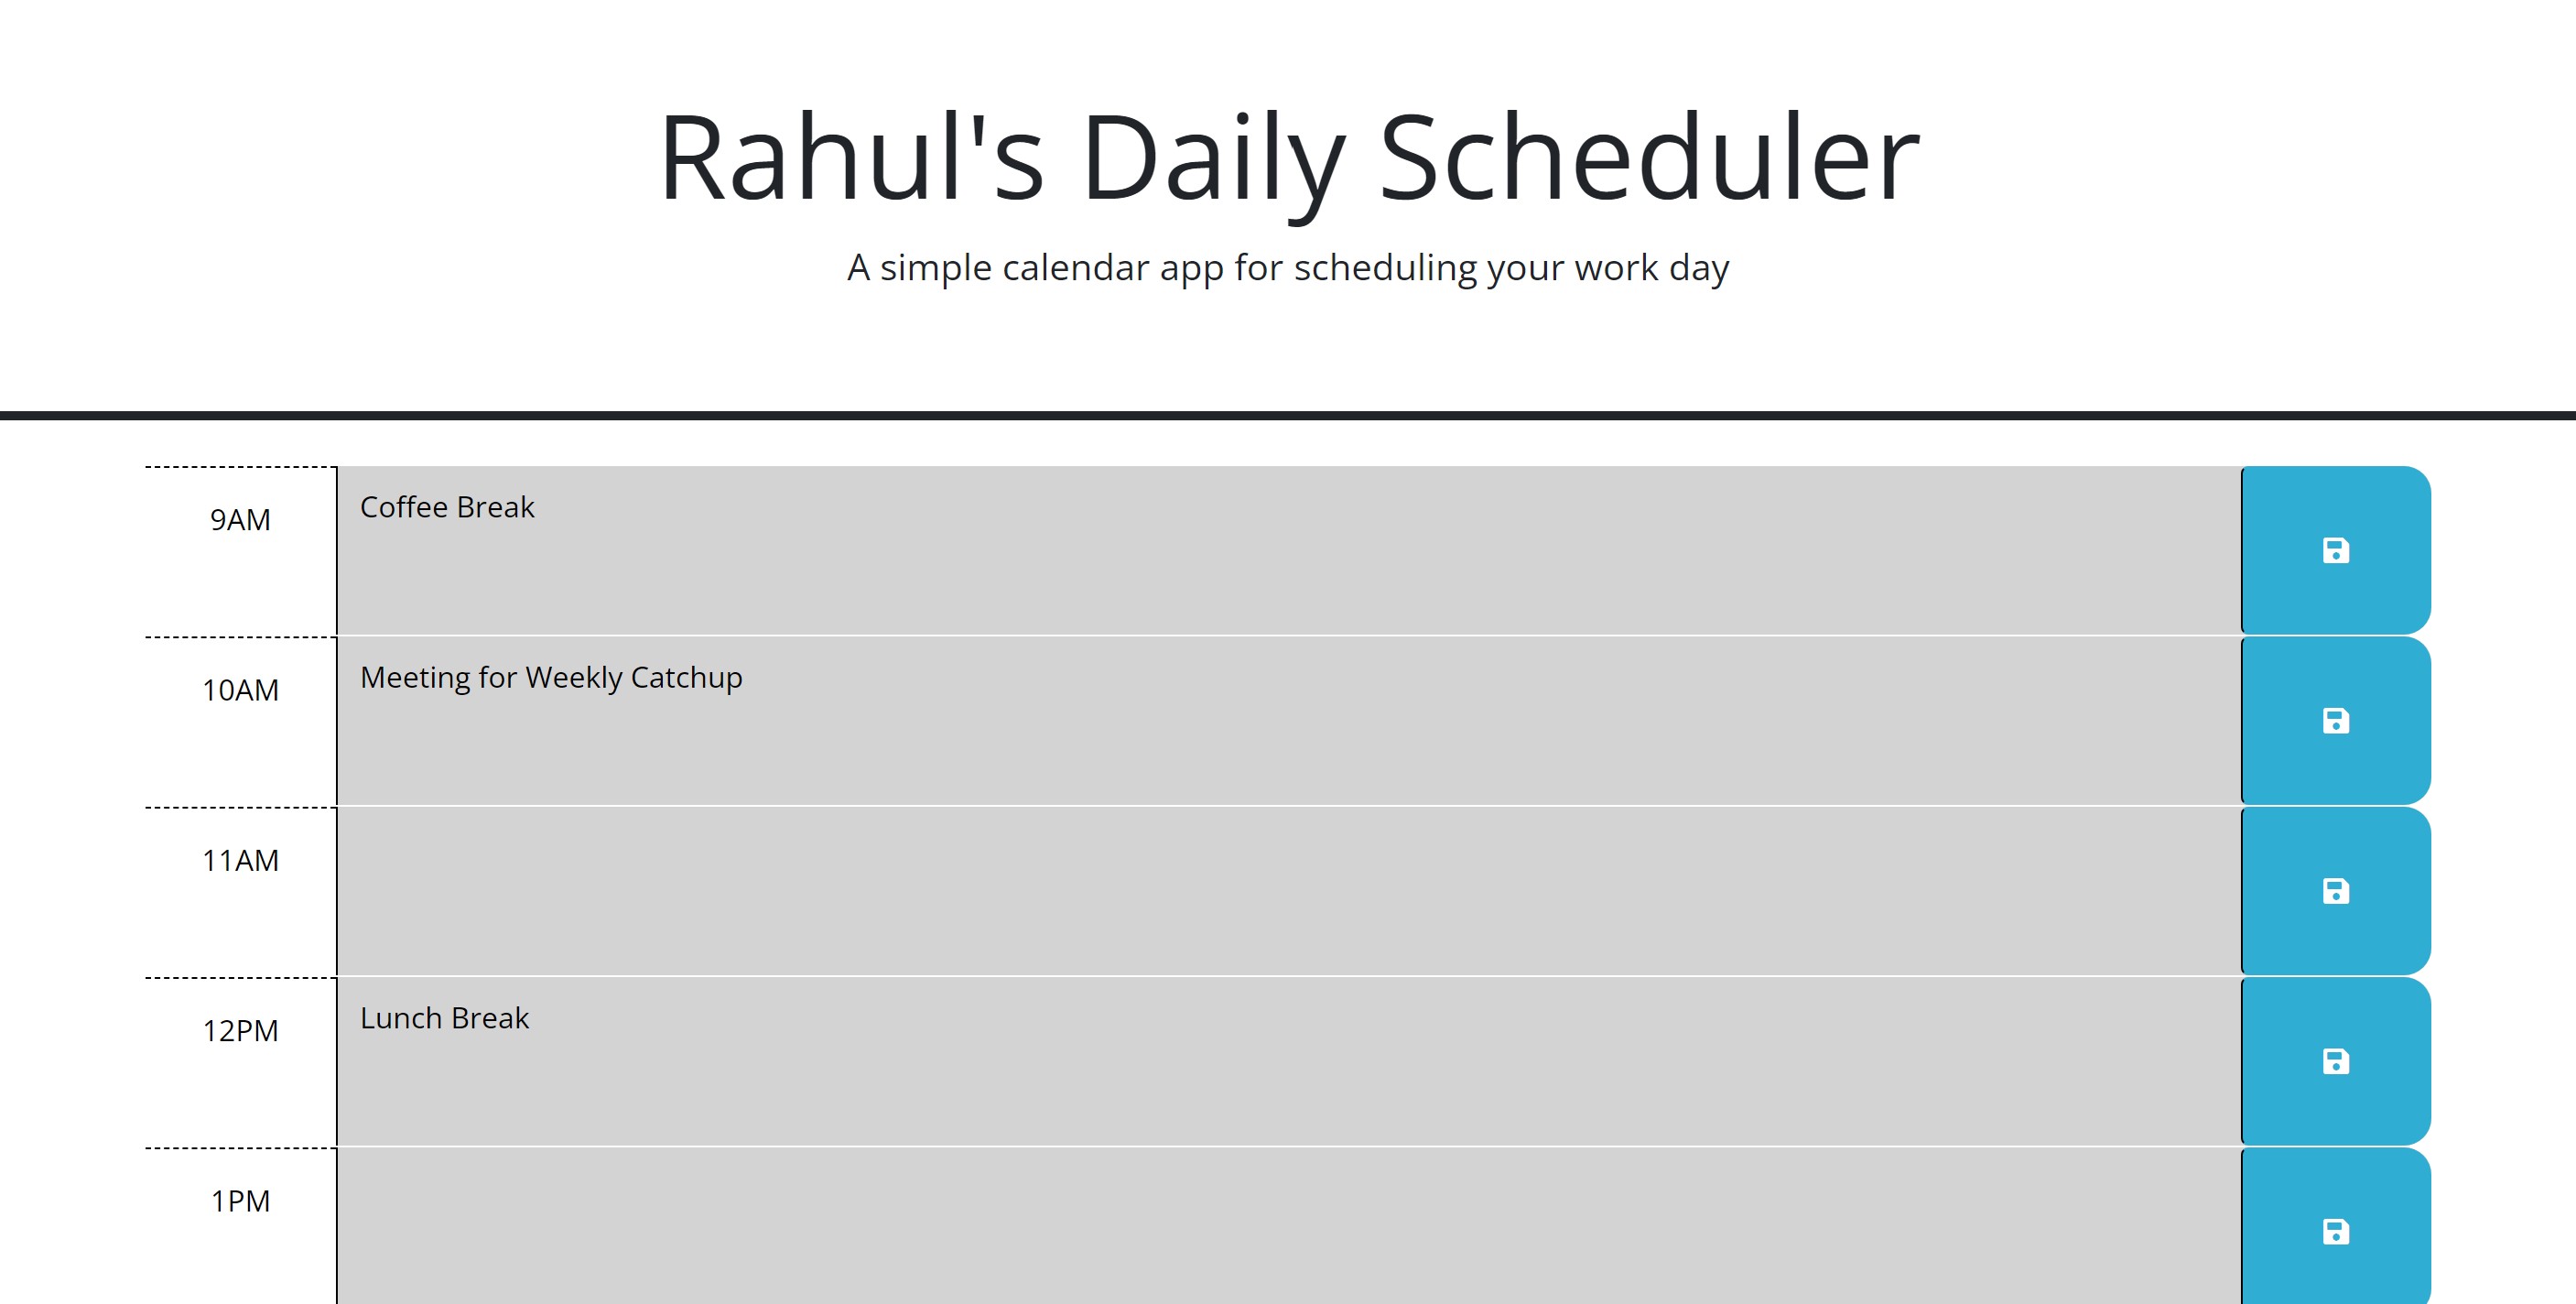 Rahul's Daily Scheduler
A simple calendar app for scheduling your work day
9AM
Coffee Break
10AM
Meeting for Weekly Catchup
11AM
12PM
Lunch Break
1PM